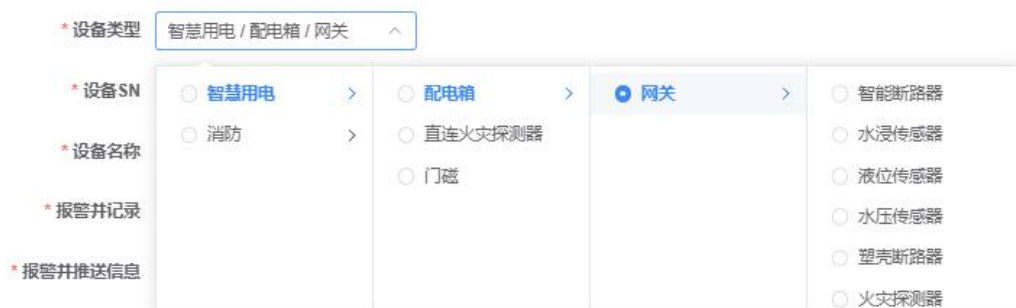 * 设备类型 智慧用电 / 配电箱 / 网关
* 设备SN 智慧用电 配电箱 网关 智能断路器
消防 直连火灾探测器 水浸传感器
* 设备名称
门磁 液位传感器
* 报警并记录 水压传感器
塑壳断路器
* 报警并推送信息
火灾探测器